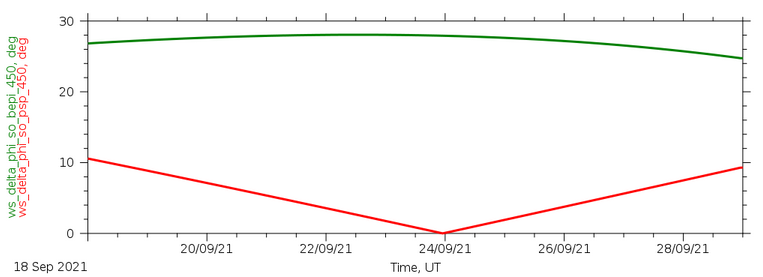 30
20
10
0
ws_delta_phi_so_bepi_450, deg
ws_delta_phi_so_psp_450, deg
20/09/21 22/09/21 24/09/21 26/09/21 28/09/21
18 Sep 2021 Time, UT